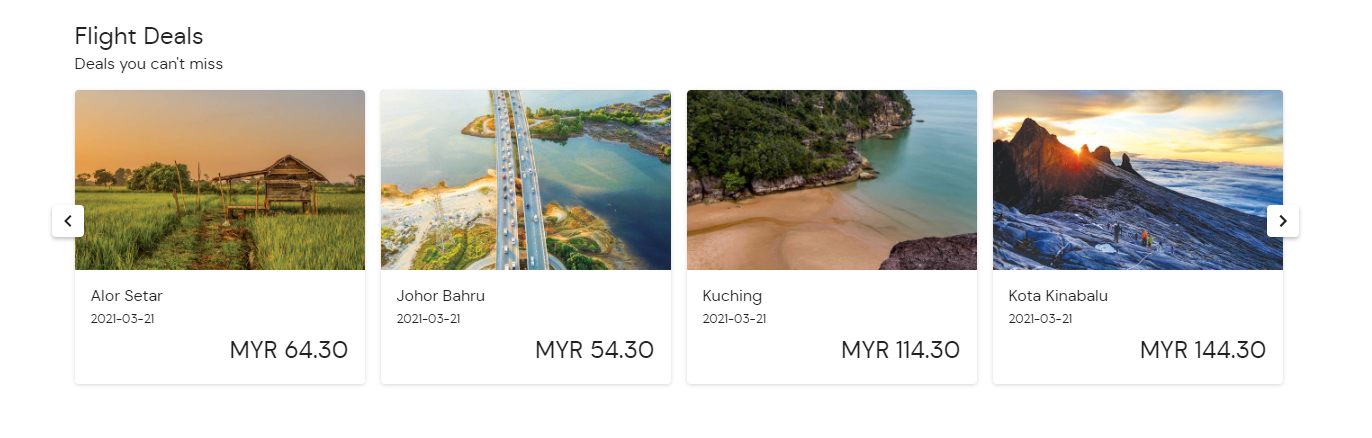 Flight Deals
Deals you can't miss
Alor Setar
2021-03-21
MYR 64.30
Johor Bahru
2021-03-21
MYR 54.30
Kuching
2021-03-21
MYR 114.30
Kota Kinabalu
2021-03-21
MYR 144.30